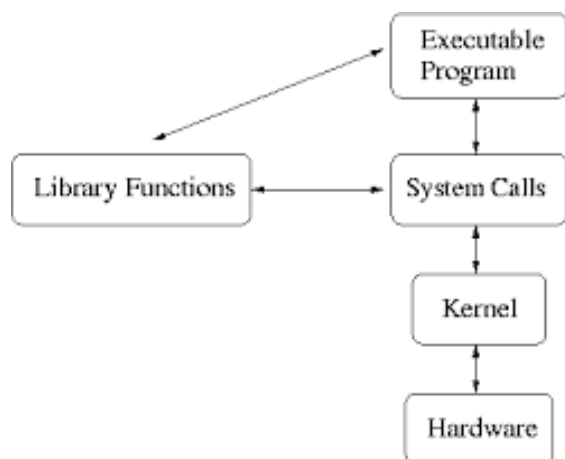 Executable
Program
Library Functions
System Calls
Kernel
Hardware